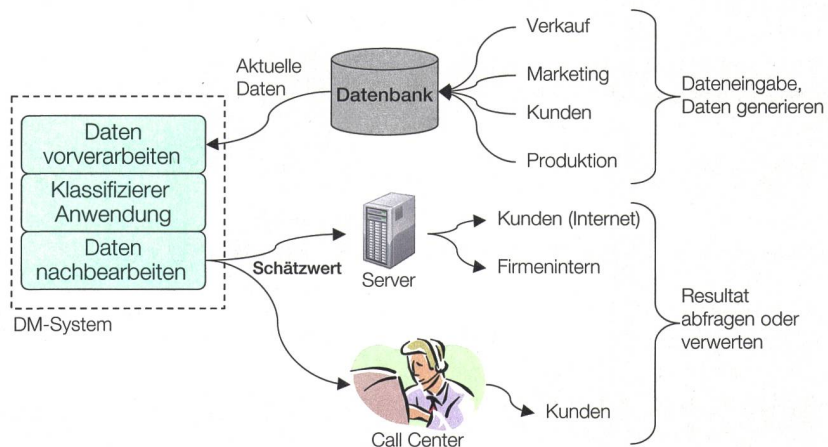 Verkauf
Aktuelle
Daten
Datenbank
Marketing
Kunden
Produktion
Dateneingabe,
Daten generieren
Daten
vorverarbeiten
Klassifizierer
Anwendung
Daten
nachbearbeiten
DM-System
Schätzwert
Server
Kunden (Internet)
Firmenintern
Resultat
abfragen oder
verwerten
Call Center
Kunden